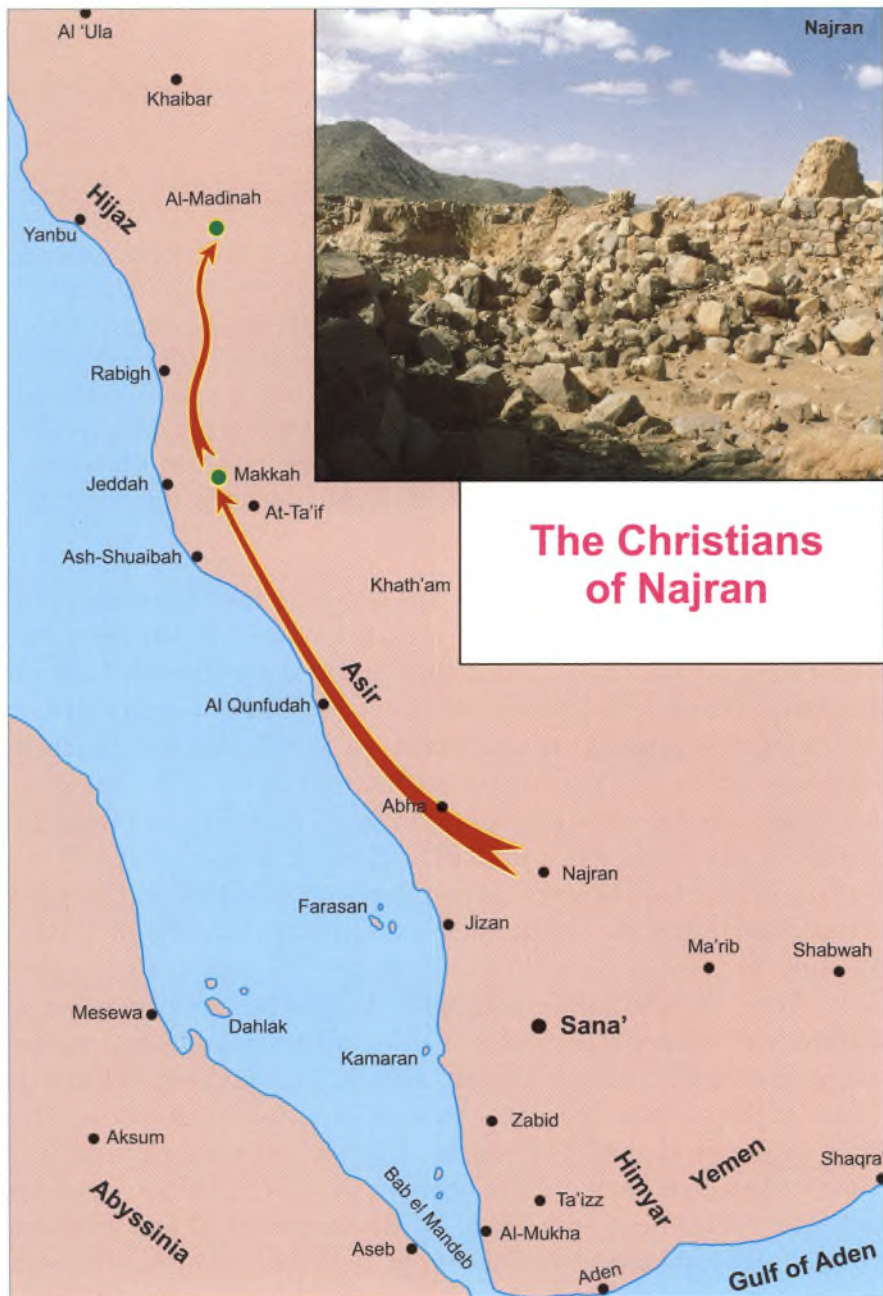 Al 'Ula
Najran
Khaibar
Al-Madinah
Hijaz
Yanbu
Rabigh
Makkah
Jeddah
At-Ta'if
Ash-Shuaibah
The Christians
of Najran
Khath'am
Asir
Al Qunfudah
Abha
Najran
Farasan
Jizan
Ma'rib
Shabwah
Mesewa
Dahlak
Sana'
Kamaran
Zabid
Aksum
Himyar
Yemen
Shaqra
Abyssinia
Bab el Mandeb
Ta'izz
Al-Mukha
Aseb
Aden
Gulf of Aden